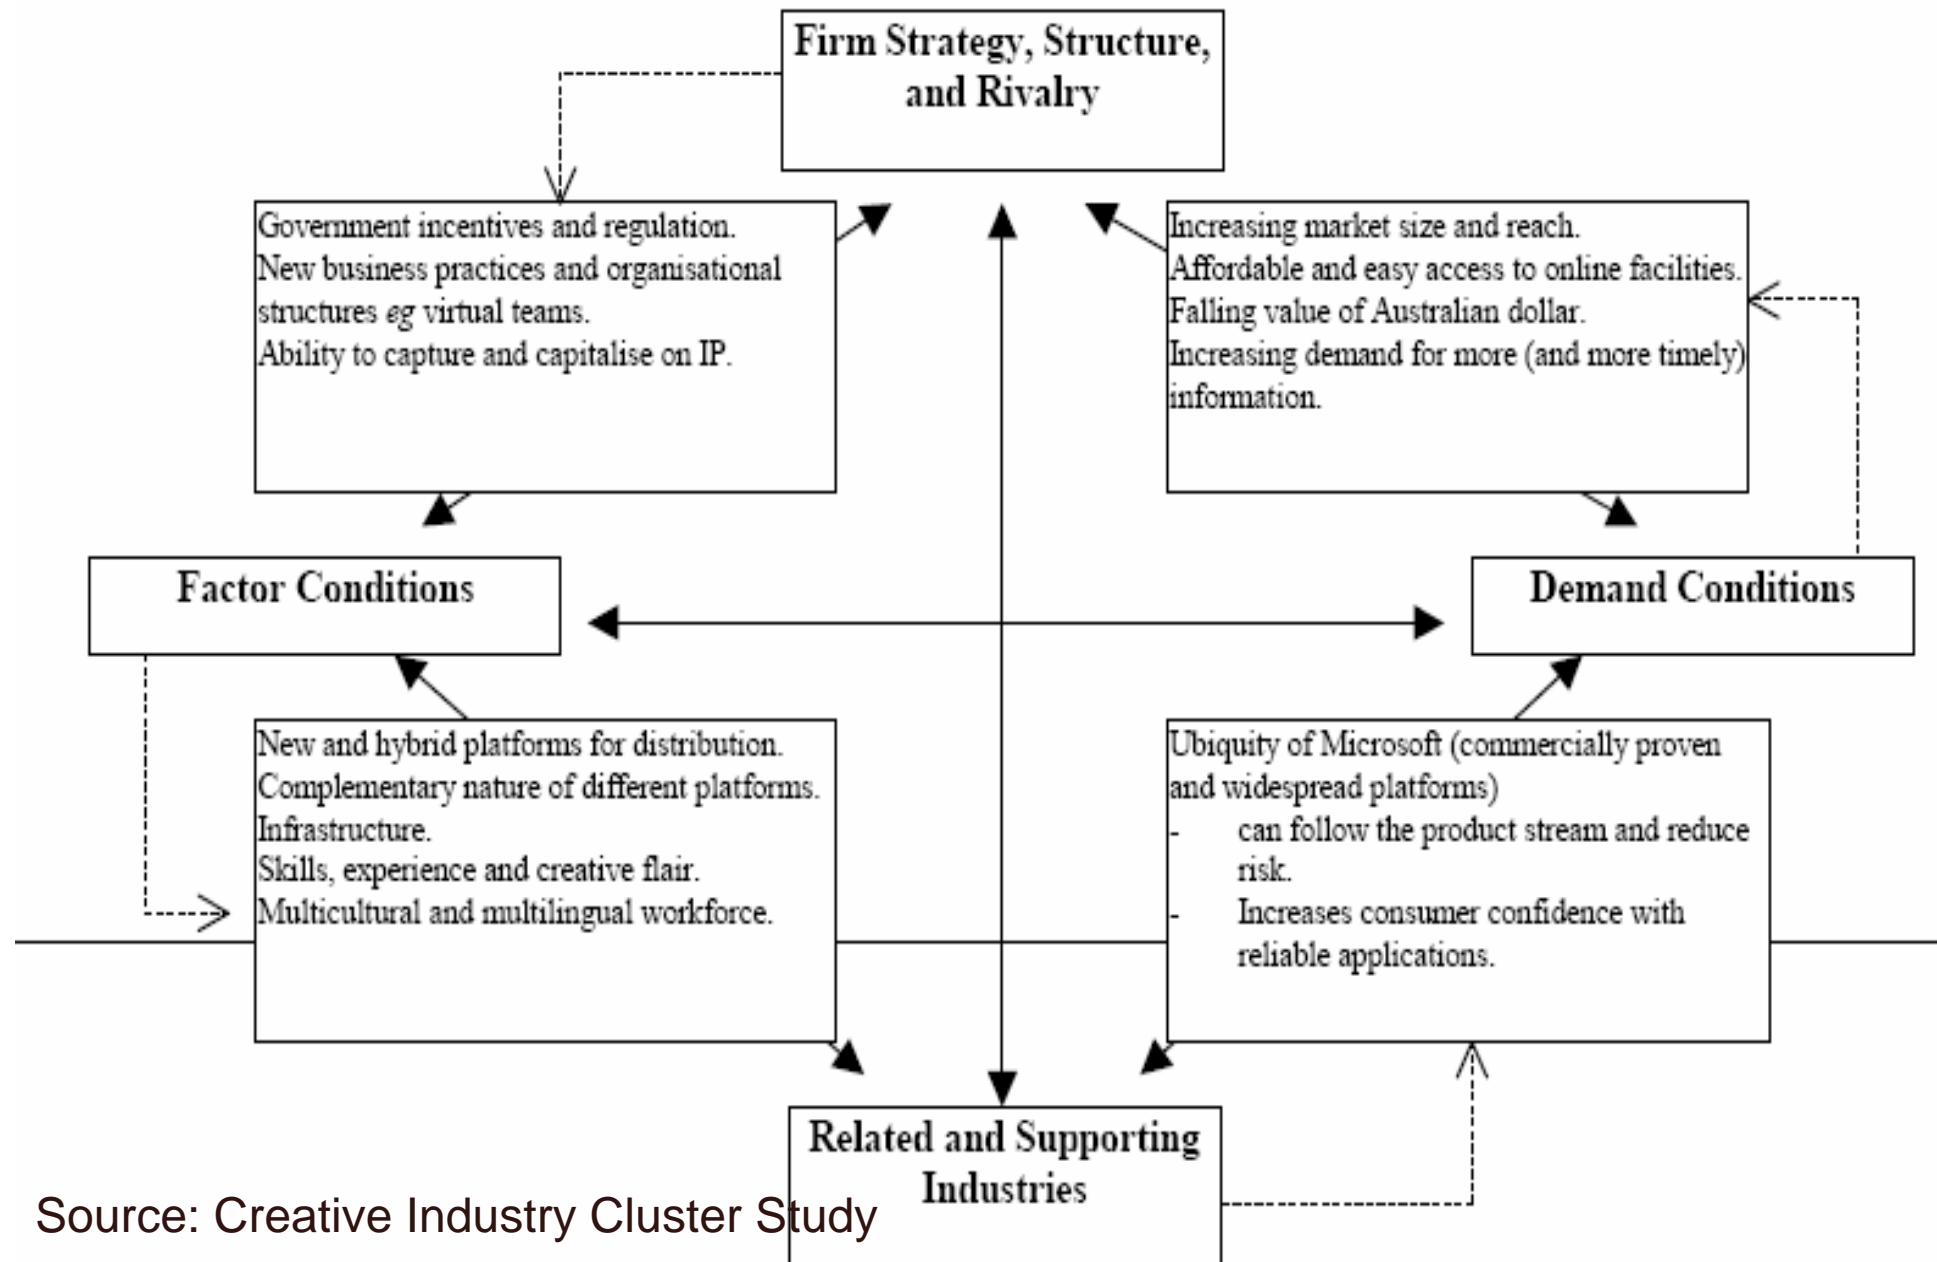 Firm Strategy, Structure,
and Rivalry
Government incentives and regulation.
New business practices and organisational
structures eg virtual teams.
Ability to capture and capitalise on IP.
Increasing market size and reach.
Affordable and easy access to online facilities.
Falling value of Australian dollar.
Increasing demand for more (and more timely)
information.
Factor Conditions
Demand Conditions
New and hybrid platforms for distribution.
Complementary nature of different platforms.
Infrastructure.
Skills, experience and creative flair.
Multicultural and multilingual workforce.
Ubiquity of Microsoft (commercially proven
and widespread platforms)
- can follow the product stream and reduce
risk.
- Increases consumer confidence with
reliable applications.
Related and Supporting
Industries
Source: Creative Industry Cluster Study